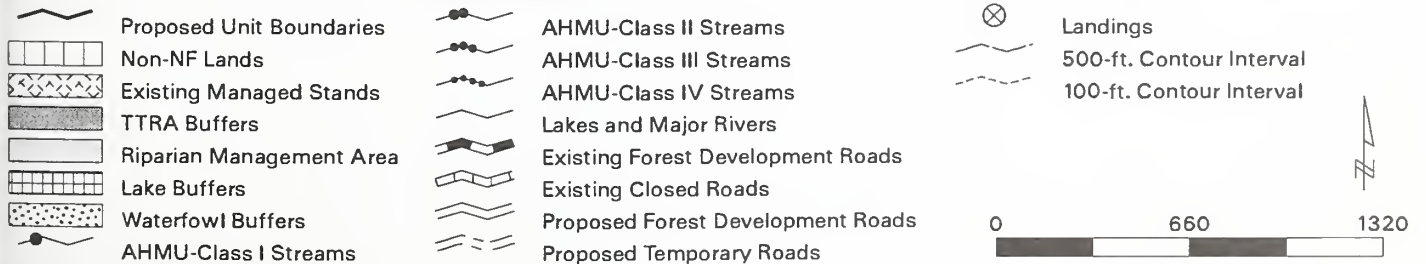 Proposed Unit Boundaries
Non-NF Lands
Existing Managed Stands
TTRA Buffers
Riparian Management Area
Lake Buffers
Waterfowl Buffers
AHMU-Class I Streams
AHMU-Class II Streams
AHMU-Class III Streams
AHMU-Class IV Streams
Lakes and Major Rivers
Existing Forest Development Roads
Existing Closed Roads
Proposed Forest Development Roads
Proposed Temporary Roads
Landings
500-ft. Contour Interval
100-ft. Contour Interval
0 660 1320